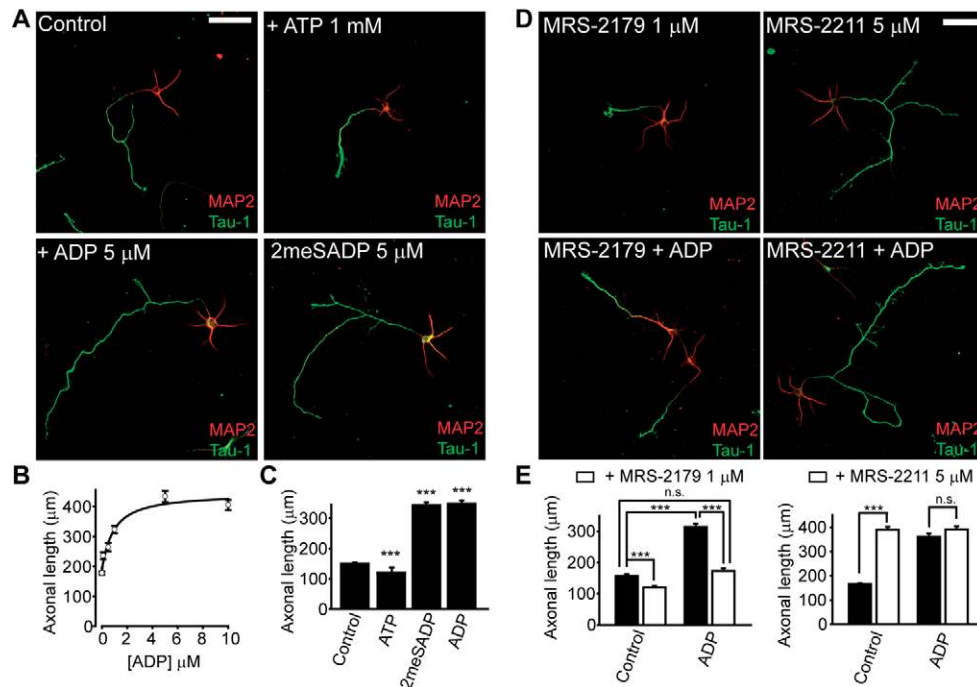 A
Control
+ ATP 1 mM
MAP2
Tau-1
MAP2
Tau-1
+ ADP 5 µM
2meSADP 5 µM
MAP2
Tau-1
MAP2
Tau-1
D
MRS-2179 1 µM
MRS-2211 5 µM
MAP2
Tau-1
MAP2
Tau-1
MRS-2179 + ADP
MRS-2211 + ADP
MAP2
Tau-1
MAP2
Tau-1
B
Axonal length (µm)
400
300
200
100
0
0
2
4
6
8
10
[ADP] µM
C
Axonal length (µm)
300
200
100
0
***
***
***
Control
ATP
2meSADP
ADP
E
+ MRS-2179 1 µM
n.s.
***
***
***
Axonal length (µm)
300
200
100
0
Control
ADP
+ MRS-2211 5 µM
n.s.
***
Axonal length (µm)
400
300
200
100
0
Control
ADP